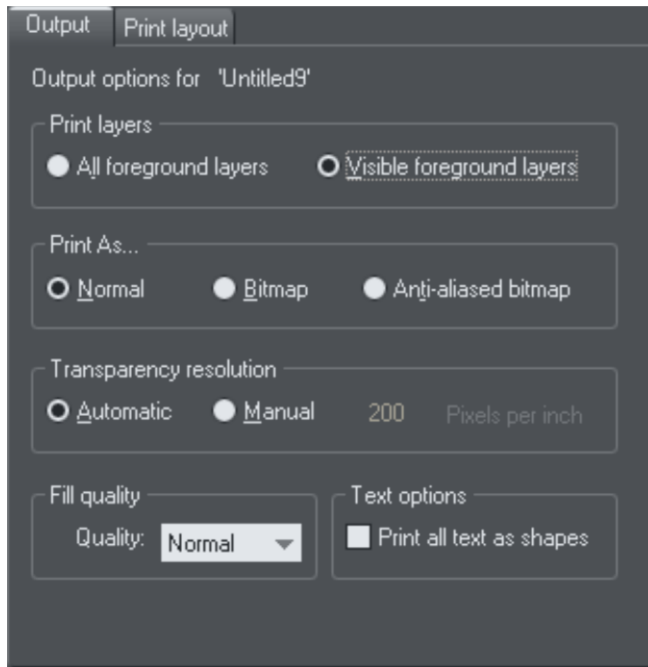 Output Print layout
Output options for 'Untitled9'
Print layers
All foreground layers Visible foreground layers
Print As...
Normal Bitmap Anti-aliased bitmap
Transparency resolution
Automatic Manual 200 Pixels per inch
Fill quality Text options
Quality: Normal Print all text as shapes